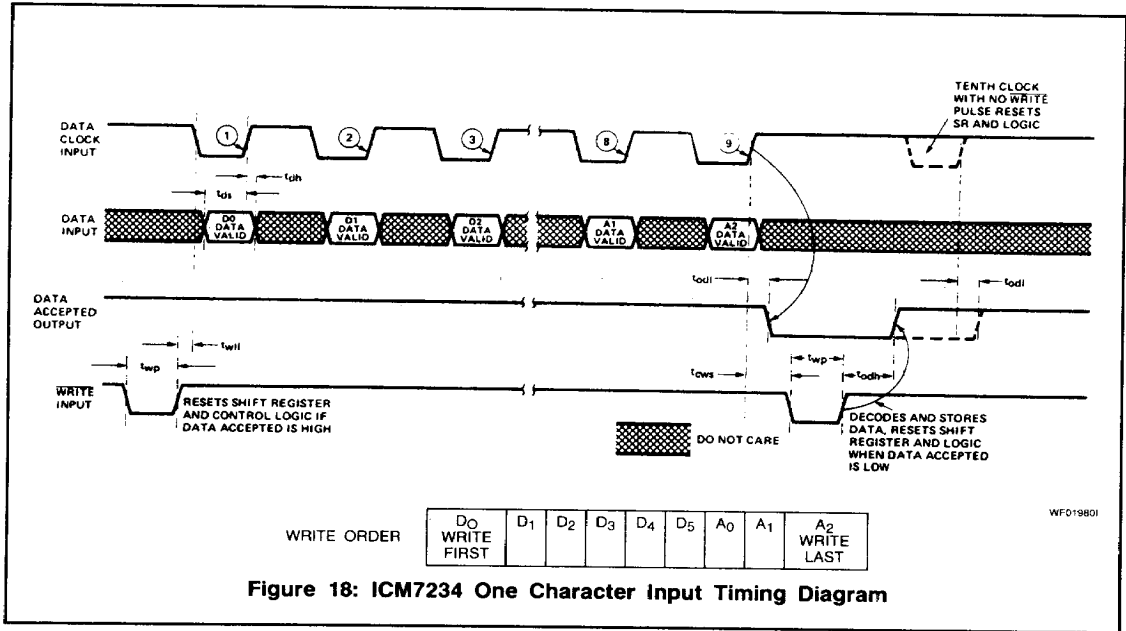 TENTH CLOCK
WITH NO WRITE
PULSE RESETS
SR AND LOGIC
DATA
CLOCK
INPUT
1
2
3
8
9
tdh
tds
DATA
INPUT
D0
DATA
VALID
D1
DATA
VALID
D2
DATA
VALID
A1
DATA
VALID
A2
DATA
VALID
todl
todl
DATA
ACCEPTED
OUTPUT
twll
twp
twp
tcws
todh
WRITE
INPUT
RESETS SHIFT REGISTER
AND CONTROL LOGIC IF
DATA ACCEPTED IS HIGH
DO NOT CARE
DECODES AND STORES
DATA, RESETS SHIFT
REGISTER AND LOGIC
WHEN DATA ACCEPTED
IS LOW
WF01980I
WRITE ORDER
D0
WRITE
FIRST
D1
D2
D3
D4
D5
A0
A1
A2
WRITE
LAST
Figure 18: ICM7234 One Character Input Timing Diagram